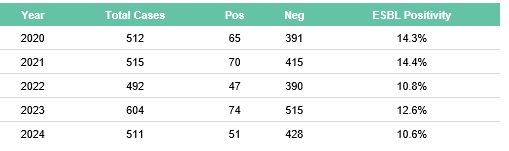 Year Total Cases Pos Neg ESBL Positivity
2020 512 65 391 14.3%
2021 515 70 415 14.4%
2022 492 47 390 10.8%
2023 604 74 515 12.6%
2024 511 51 428 10.6%